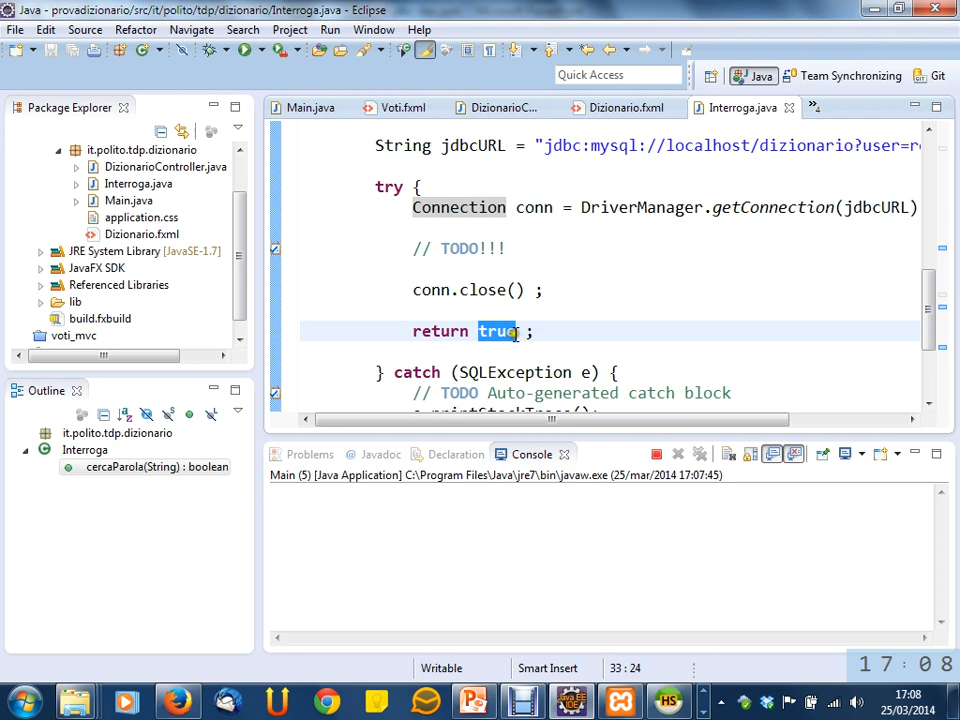 Java - provadizionario/src/it/polito/tdp/dizionario/Interroga.java - Eclipse
File Edit Source Refactor Navigate Search Project Run Window Help
Quick Access
Java
Team Synchronizing
Git
Package Explorer
it.polito.tdp.dizionario
DizionarioController.java
Interroga.java
Main.java
application.css
Dizionario.fxml
JRE System Library [JavaSE-1.7]
JavaFX SDK
Referenced Libraries
lib
build.fxbuild
voti_mvc
Outline
it.polito.tdp.dizionario
Interroga
cercaParola(String) : boolean
Main.java Voti.fxml DizionarioC... Dizionario.fxml Interroga.java »4
String jdbcURL = "jdbc:mysql://localhost/dizionario?user=r
try {
Connection conn = DriverManager.getConnection(jdbcURL)
// TODO!!!
conn.close() ;
return true ;
} catch (SQLException e) {
// TODO Auto-generated catch block
e.printStackTrace();
Problems @ Javadoc Declaration Console
Main (5) [Java Application] C:\Program Files\Java\jre7\bin\javaw.exe (25/mar/2014 17:07:45)
Writable Smart Insert 33 : 24
17:08
17:08
25/03/2014